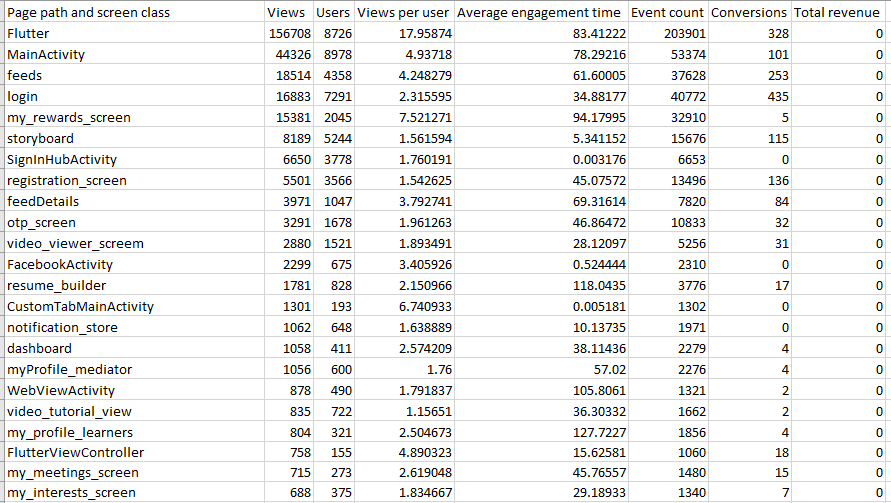 Page path and screen class Views Users Views per user Average engagement time Event count Conversions Total revenue
Flutter 156708 8726 17.95874 83.41222 203901 328 0
MainActivity 44326 8978 4.93718 78.29216 53374 101 0
feeds 18514 4358 4.248279 61.60005 37628 253 0
login 16883 7291 2.315595 34.88177 40772 435 0
my_rewards_screen 15381 2045 7.521271 94.17995 32910 5 0
storyboard 8189 5244 1.561594 5.341152 15676 115 0
SignInHubActivity 6650 3778 1.760191 0.003176 6653 0 0
registration_screen 5501 3566 1.542625 45.07572 13496 136 0
feedDetails 3971 1047 3.792741 69.31614 7820 84 0
otp_screen 3291 1678 1.961263 46.86472 10833 32 0
video_viewer_screem 2880 1521 1.893491 28.12097 5256 31 0
FacebookActivity 2299 675 3.405926 0.524444 2310 0 0
resume_builder 1781 828 2.150966 118.0435 3776 17 0
CustomTabMainActivity 1301 193 6.740933 0.005181 1302 0 0
notification_store 1062 648 1.638889 10.13735 1971 0 0
dashboard 1058 411 2.574209 38.11436 2279 4 0
myProfile_mediator 1056 600 1.76 57.02 2276 4 0
WebViewActivity 878 490 1.791837 105.8061 1321 2 0
video_tutorial_view 835 722 1.15651 36.30332 1662 2 0
my_profile_learners 804 321 2.504673 127.7227 1856 4 0
FlutterViewController 758 155 4.890323 15.62581 1060 18 0
my_meetings_screen 715 273 2.619048 45.76557 1480 15 0
my_interests_screen 688 375 1.834667 29.18933 1340 7 0